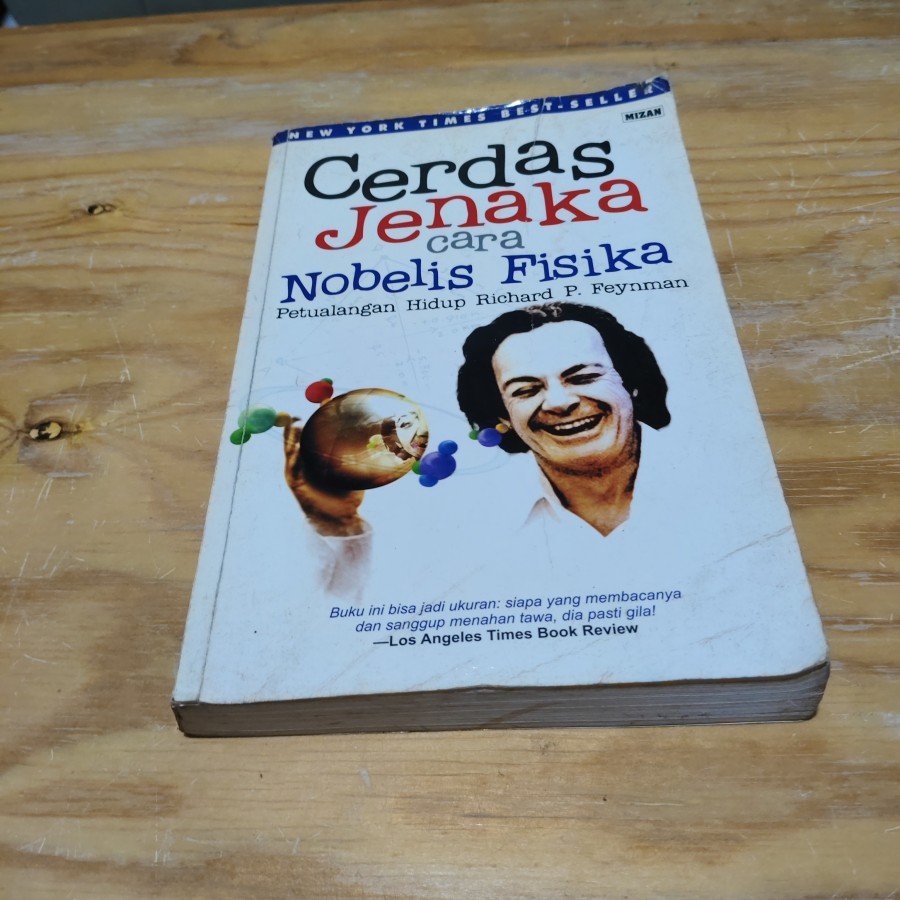 NEW YORK TIMES BEST-SELLER
MIZAN
Cerdas
Jenaka
cara
Nobelis Fisika
Petualangan Hidup Richard P. Feynman
Buku ini bisa jadi ukuran: siapa yang membacanya
dan sanggup menahan tawa, dia pasti gila!
—Los Angeles Times Book Review